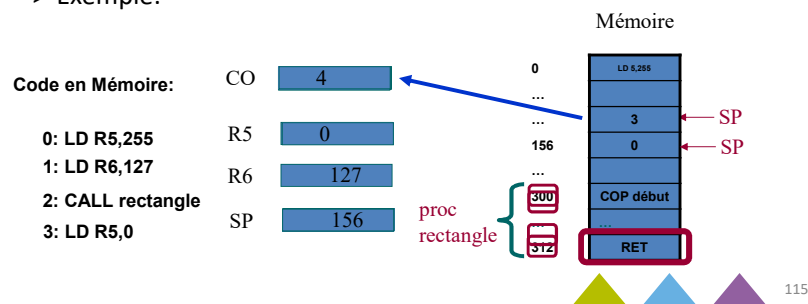 Exemple:
Mémoire
Code en Mémoire:
0: LD R5,255
1: LD R6,127
2: CALL rectangle
3: LD R5,0
CO 4
R5 0
R6 127
SP 156
proc
rectangle
0 LD 5,255
...
... 3 SP
156 0 SP
...
300 COP début
... ...
312 RET
115